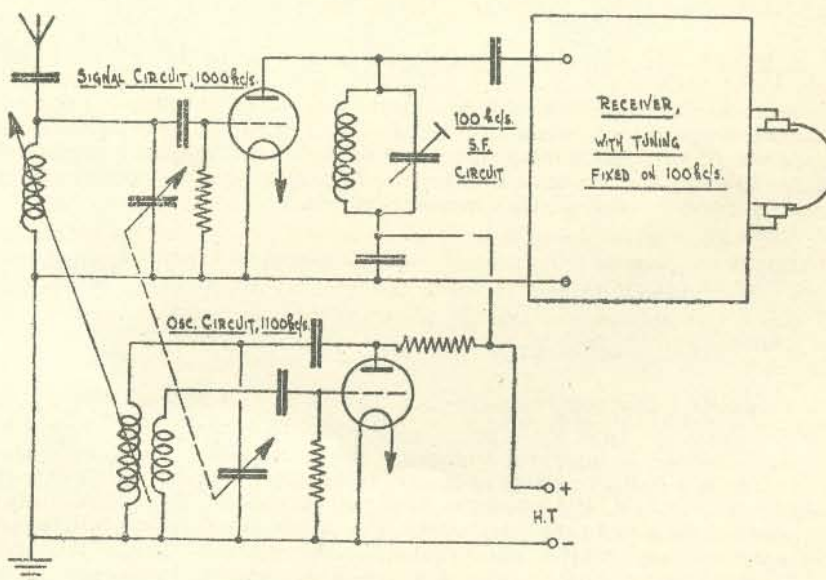 SIGNAL CIRCUIT, 1000 kc/s.
100 kc/s.
S.F.
CIRCUIT
RECEIVER,
WITH TUNING
FIXED ON 100 kc/s.
OSC. CIRCUIT, 1100 kc/s.
+
H.T
-